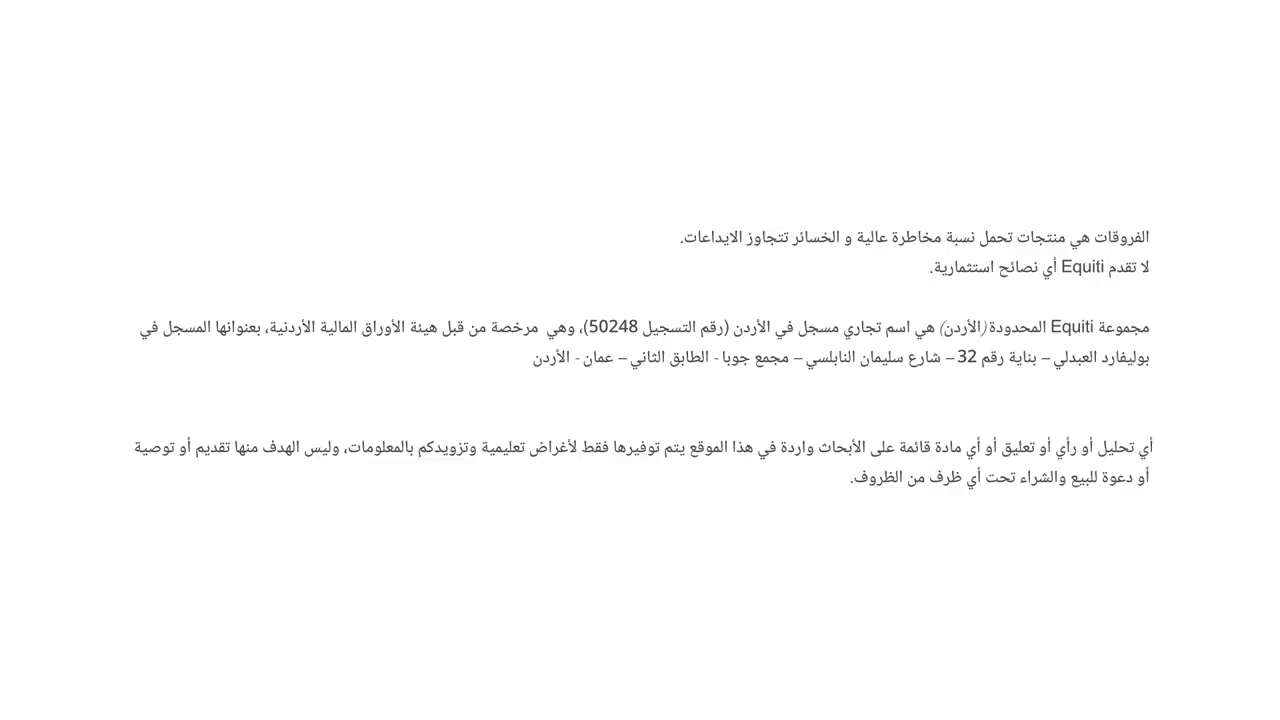 الفروقات هي منتجات تحمل نسبة مخاطرة عالية و الخسائر تتجاوز الايداعات.
لا تقدم Equiti أي نصائح استثمارية.
مجموعة Equiti المحدودة (الأردن) هي اسم تجاري مسجل في الأردن (رقم التسجيل 50248)، وهي مرخصة من قبل هيئة الأوراق المالية الأردنية، بعنوانها المسجل في
بوليفارد العبدلي – بناية رقم 32 – شارع سليمان النابلسي – مجمع جوبا - الطابق الثاني – عمان - الأردن
أي تحليل أو رأي أو تعليق أو أي مادة قائمة على الأبحاث واردة في هذا الموقع يتم توفيرها فقط لأغراض تعليمية وتزويدكم بالمعلومات، وليس الهدف منها تقديم أو توصية
أو دعوة للبيع والشراء تحت أي ظرف من الظروف.